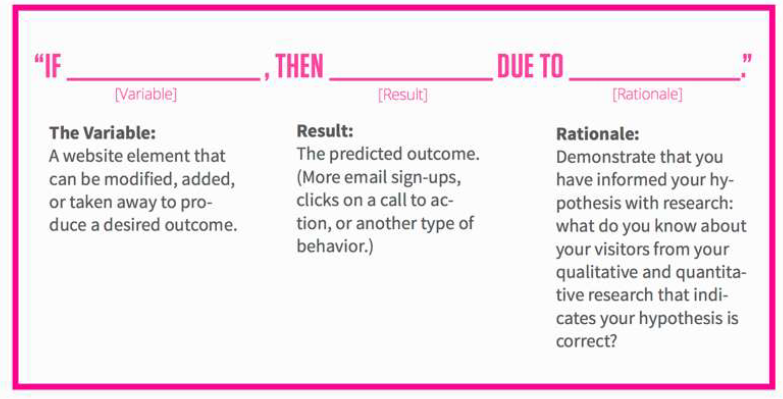 “IF ____________, THEN ____________ DUE TO ____________.”
[Variable] [Result] [Rationale]
The Variable:
A website element that
can be modified, added,
or taken away to pro-
duce a desired outcome.
Result:
The predicted outcome.
(More email sign-ups,
clicks on a call to ac-
tion, or another type of
behavior.)
Rationale:
Demonstrate that you
have informed your hy-
pothesis with research:
what do you know about
your visitors from your
qualitative and quantita-
tive research that indi-
cates your hypothesis is
correct?